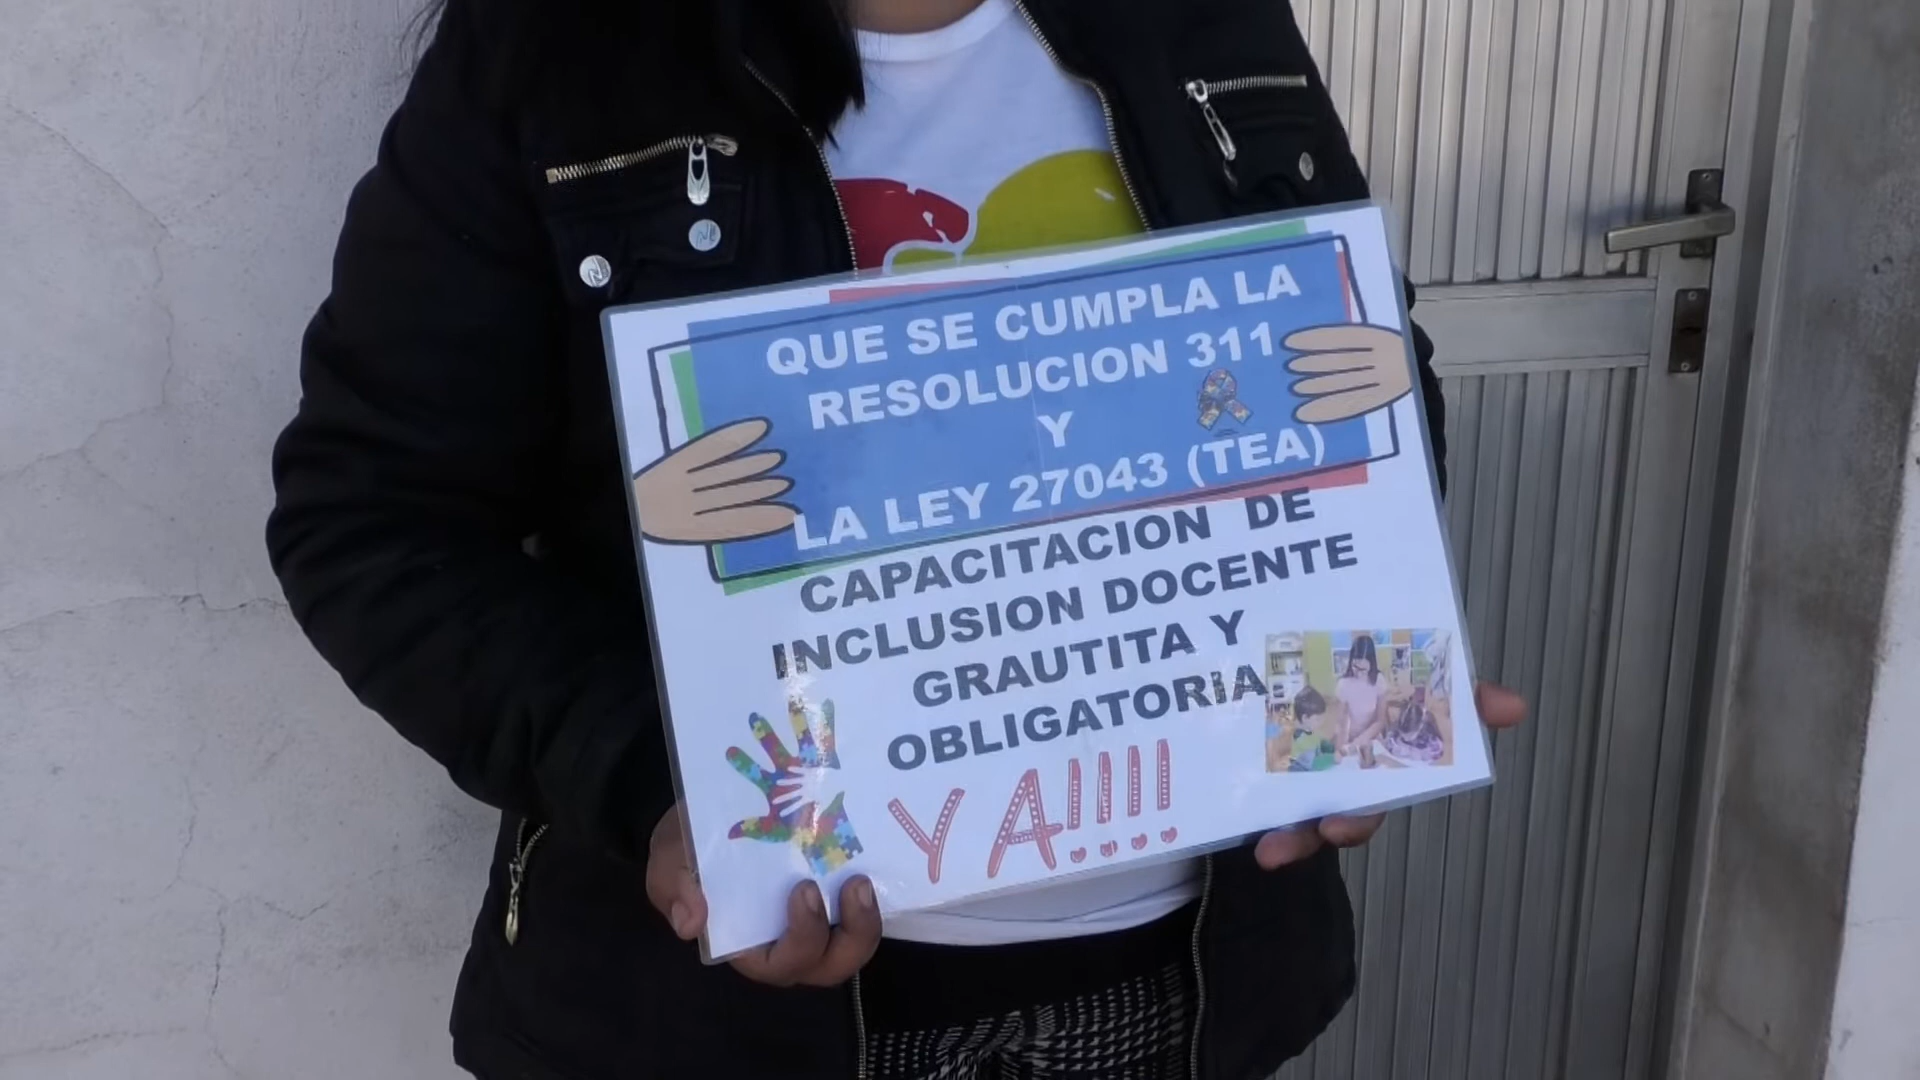 QUE SE CUMPLA LA
RESOLUCION 311
Y
LA LEY 27043 (TEA)
CAPACITACION DE
INCLUSION DOCENTE
GRAUTITA Y
OBLIGATORIA
YA!!!!